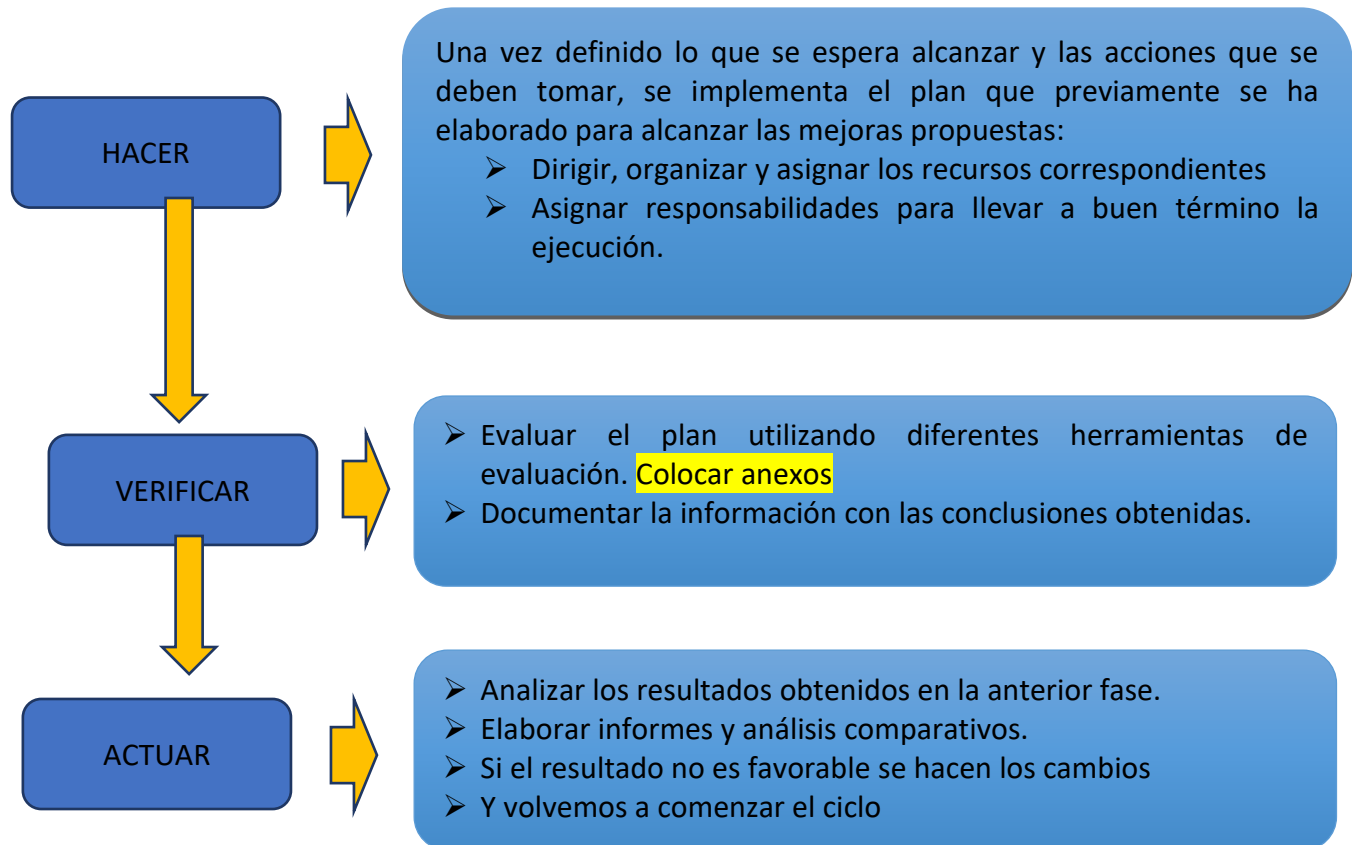 HACER
Una vez definido lo que se espera alcanzar y las acciones que se
deben tomar, se implementa el plan que previamente se ha
elaborado para alcanzar las mejoras propuestas:
➢ Dirigir, organizar y asignar los recursos correspondientes
➢ Asignar responsabilidades para llevar a buen término la
ejecución.
VERIFICAR
➢ Evaluar el plan utilizando diferentes herramientas de
evaluación. Colocar anexos
➢ Documentar la información con las conclusiones obtenidas.
ACTUAR
➢ Analizar los resultados obtenidos en la anterior fase.
➢ Elaborar informes y análisis comparativos.
➢ Si el resultado no es favorable se hacen los cambios
➢ Y volvemos a comenzar el ciclo